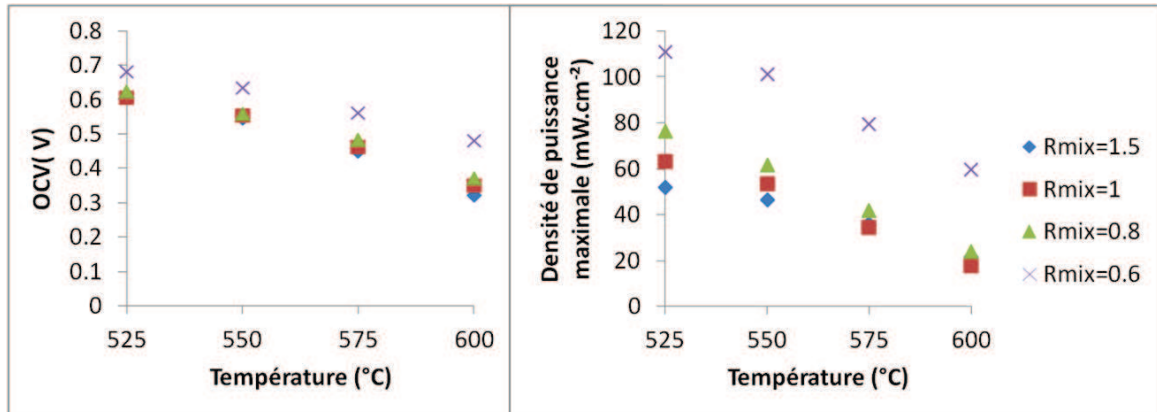 OCV( V)
0.8
0.7
0.6
0.5
0.4
0.3
0.2
0.1
0
525
550
575
600
Température (°C)
Densité de puissance
maximale (mW.cm⁻²)
120
100
80
60
40
20
0
525
550
575
600
Température (°C)
Rmix=1.5
Rmix=1
Rmix=0.8
Rmix=0.6